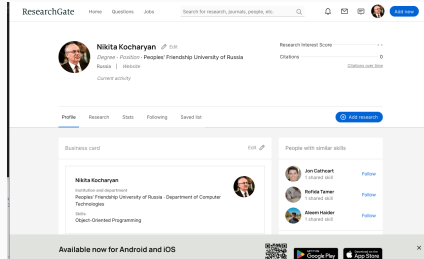 ResearchGate
Home Questions Jobs
Search for research, journals, people, etc.
Add new
Nikita Kocharyan Edit
Degree · Position · Peoples' Friendship University of Russia
Russia | Website
Current activity
Research Interest Score - -
Citations 0
Citations over time
Profile Research Stats Following Saved list
Add research
Business card Edit
Nikita Kocharyan
Institution and department
Peoples' Friendship University of Russia · Department of Computer
Technologies
Skills
Object-Oriented Programming
People with similar skills
Jon Cathcart Follow
1 shared skill
Rofida Tamer Follow
1 shared skill
Aleem Haider Follow
1 shared skill
Available now for Android and iOS
GET IT ON
Google Play
Download on the
App Store